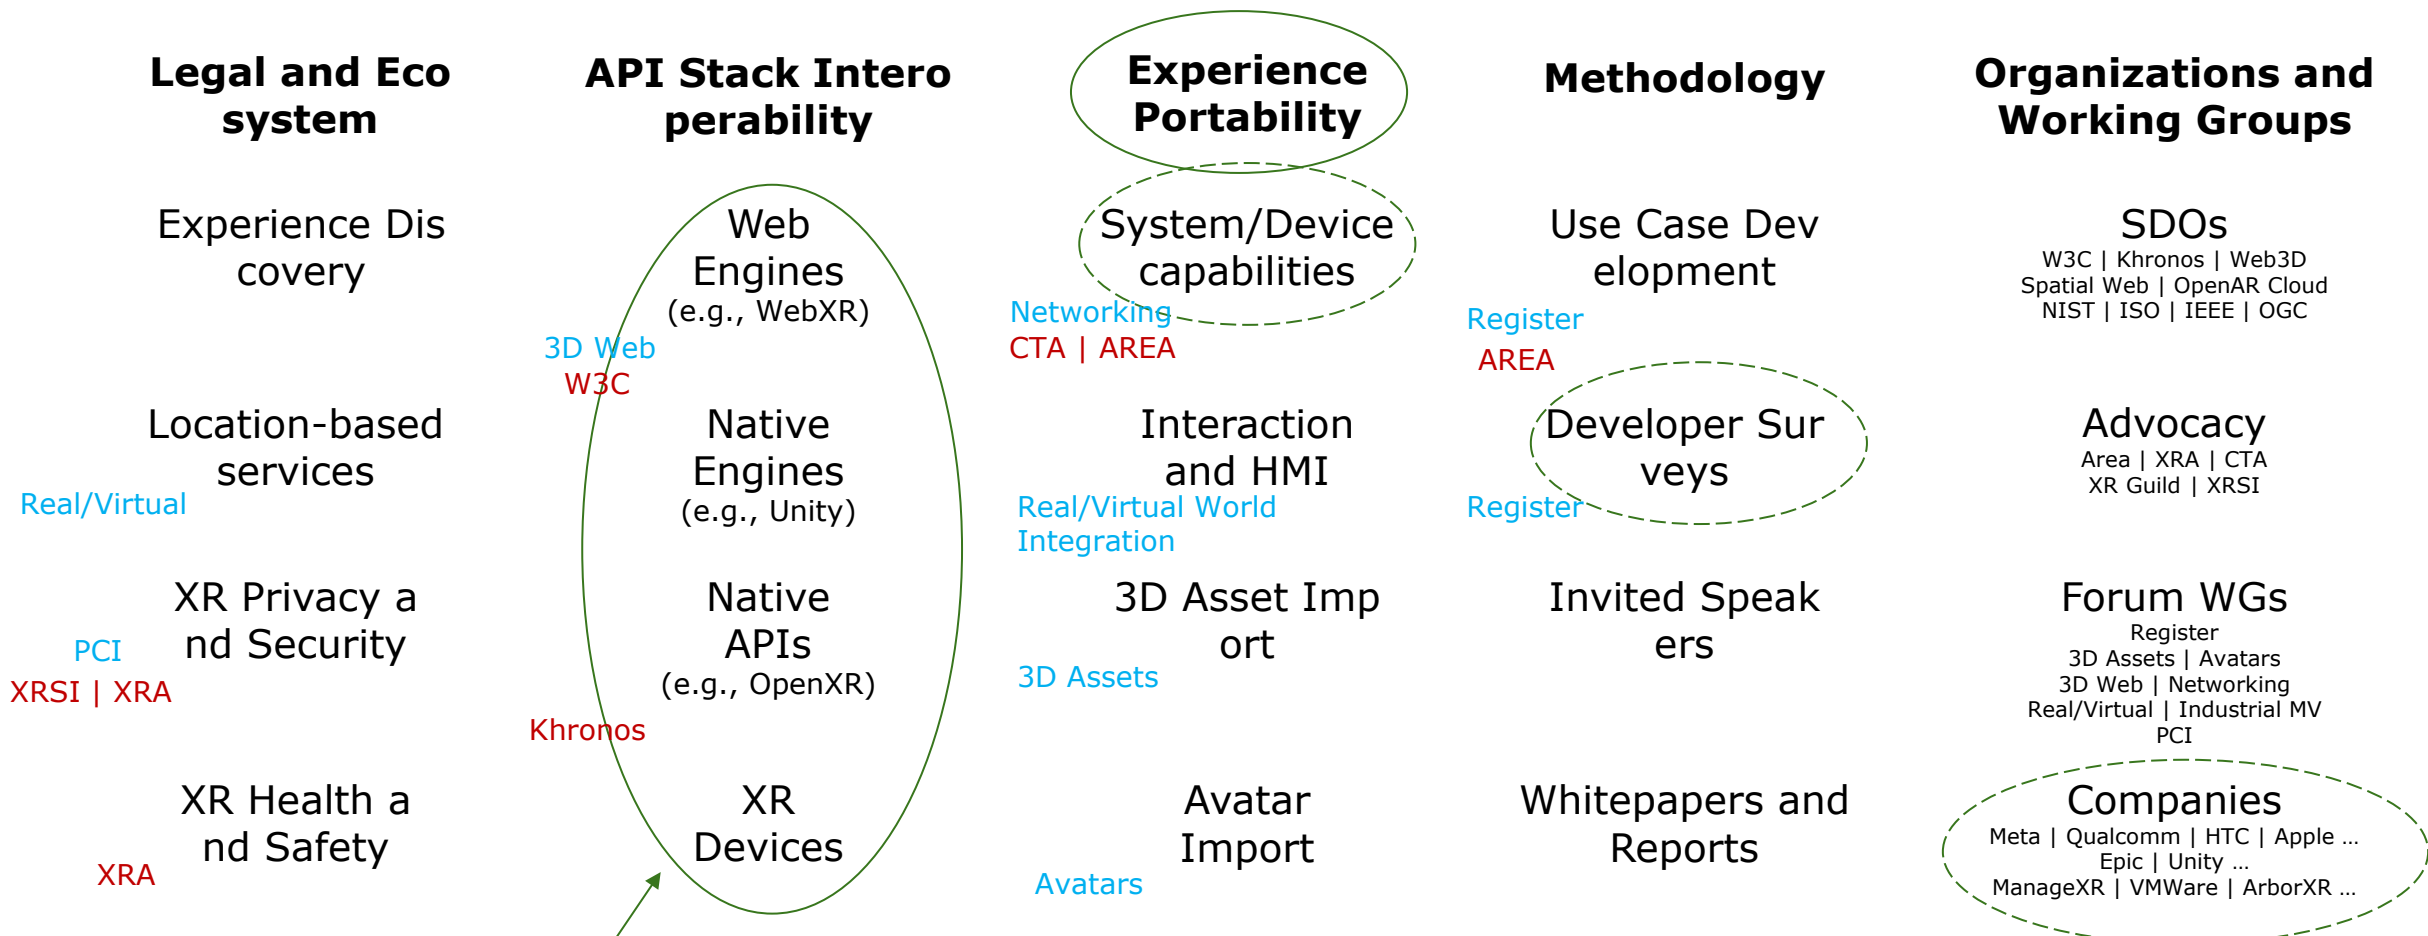 Legal and Eco
system
API Stack Intero
perability
Experience
Portability
Methodology
Organizations and
Working Groups
Experience Dis
covery
Web
Engines
(e.g., WebXR)
3D Web
W3C
System/Device
capabilities
Networking
CTA | AREA
Use Case Dev
elopment
Register
AREA
SDOs
W3C | Khronos | Web3D
Spatial Web | OpenAR Cloud
NIST | ISO | IEEE | OGC
Location-based
services
Real/Virtual
Native
Engines
(e.g., Unity)
Interaction
and HMI
Real/Virtual World
Integration
Developer Sur
veys
Register
Advocacy
Area | XRA | CTA
XR Guild | XRSI
XR Privacy a
nd Security
PCI
XRSI | XRA
Native
APIs
(e.g., OpenXR)
Khronos
3D Asset Imp
ort
3D Assets
Invited Speak
ers
Forum WGs
Register
3D Assets | Avatars
3D Web | Networking
Real/Virtual | Industrial MV
PCI
XR Health a
nd Safety
XRA
XR
Devices
Avatar
Import
Avatars
Whitepapers and
Reports
Companies
Meta | Qualcomm | HTC | Apple ...
Epic | Unity ...
ManageXR | VMWare | ArborXR ...